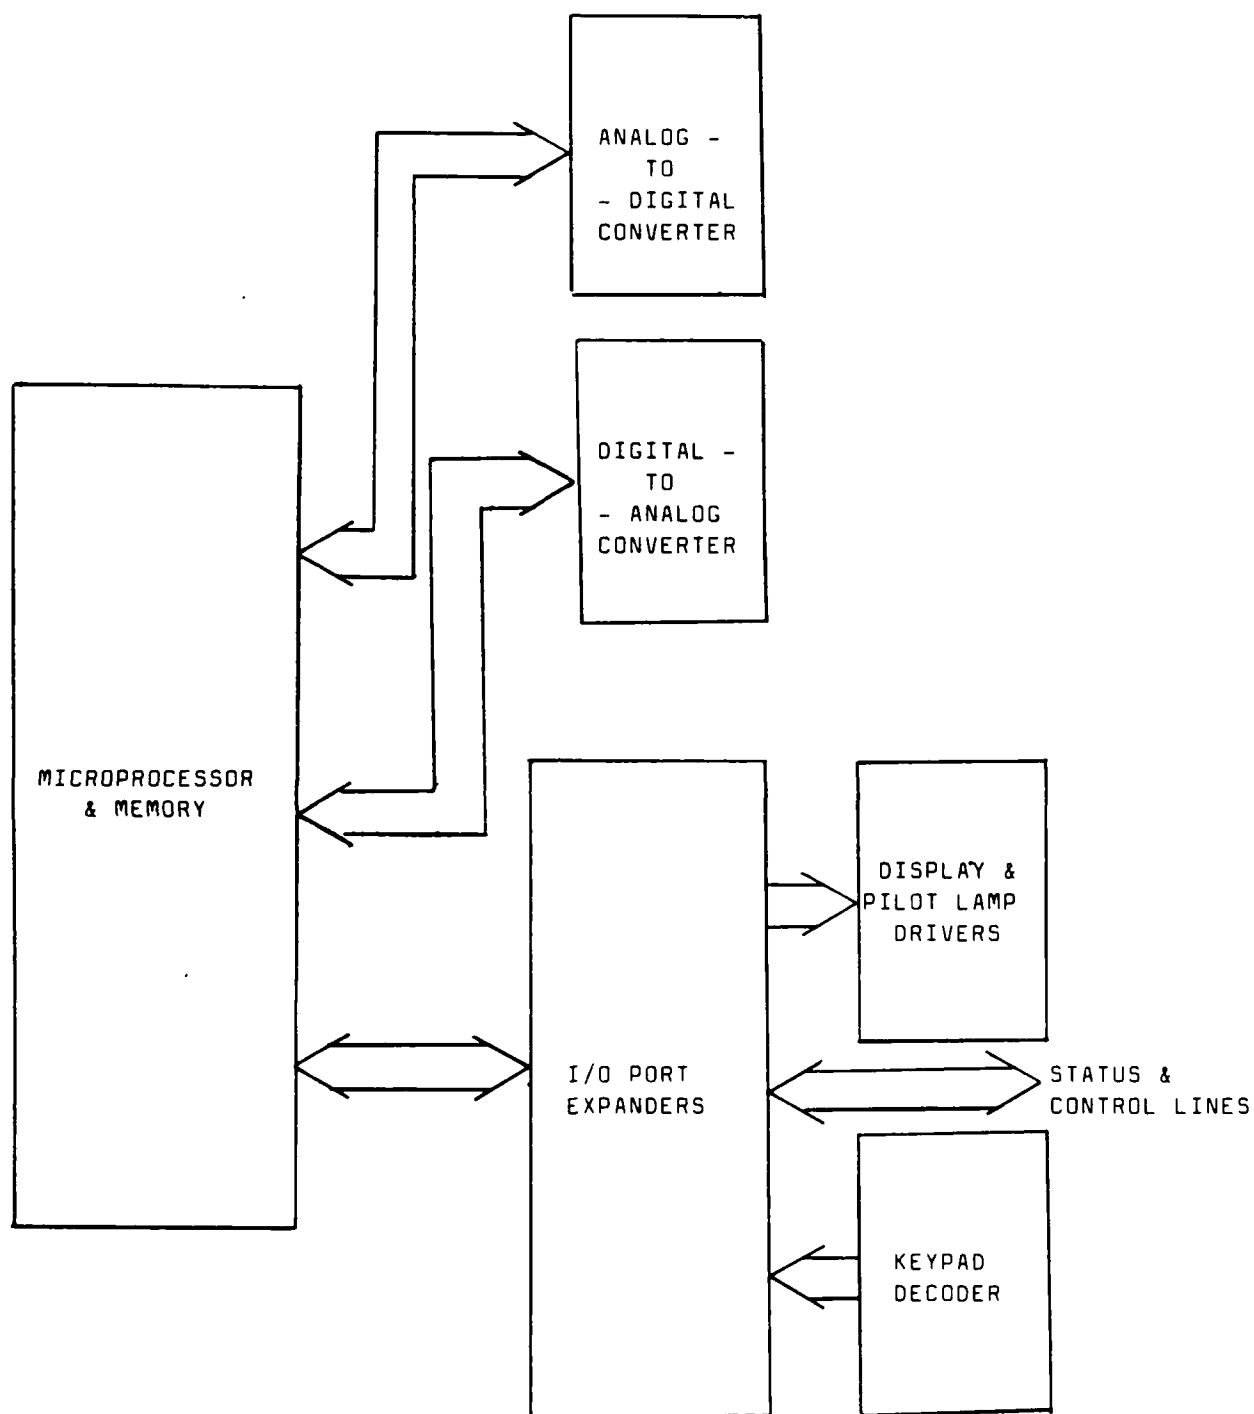 ANALOG -
TO
- DIGITAL
CONVERTER
DIGITAL -
TO
- ANALOG
CONVERTER
MICROPROCESSOR
& MEMORY
DISPLAY &
PILOT LAMP
DRIVERS
I/O PORT
EXPANDERS
STATUS &
CONTROL LINES
KEYPAD
DECODER